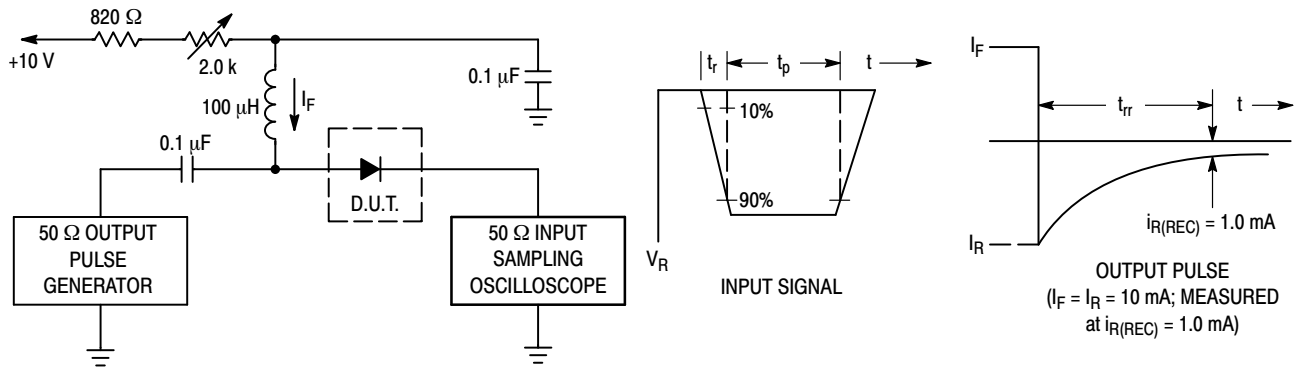 820 Ω
+10 V
2.0 k
0.1 μF
100 μH
I_F
0.1 μF
D.U.T.
50 Ω OUTPUT
PULSE
GENERATOR
50 Ω INPUT
SAMPLING
OSCILLOSCOPE
t_r
t_p
t
10%
90%
V_R
INPUT SIGNAL
I_F
t_rr
t
I_R
i_R(REC) = 1.0 mA
OUTPUT PULSE
(I_F = I_R = 10 mA; MEASURED
at i_R(REC) = 1.0 mA)